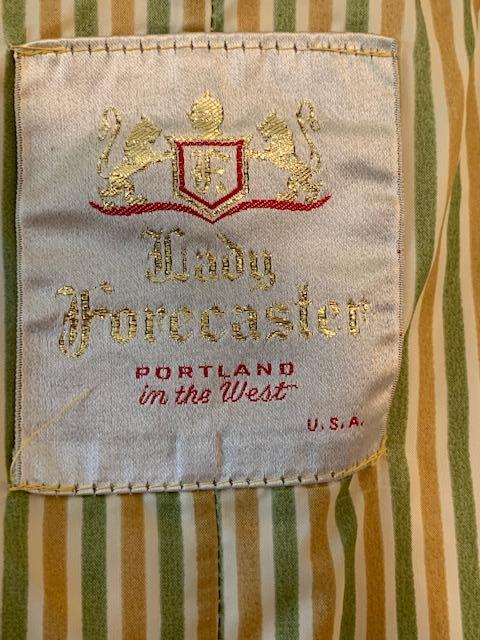 F
Lady
Forecaster
PORTLAND
in the West
U.S.A.